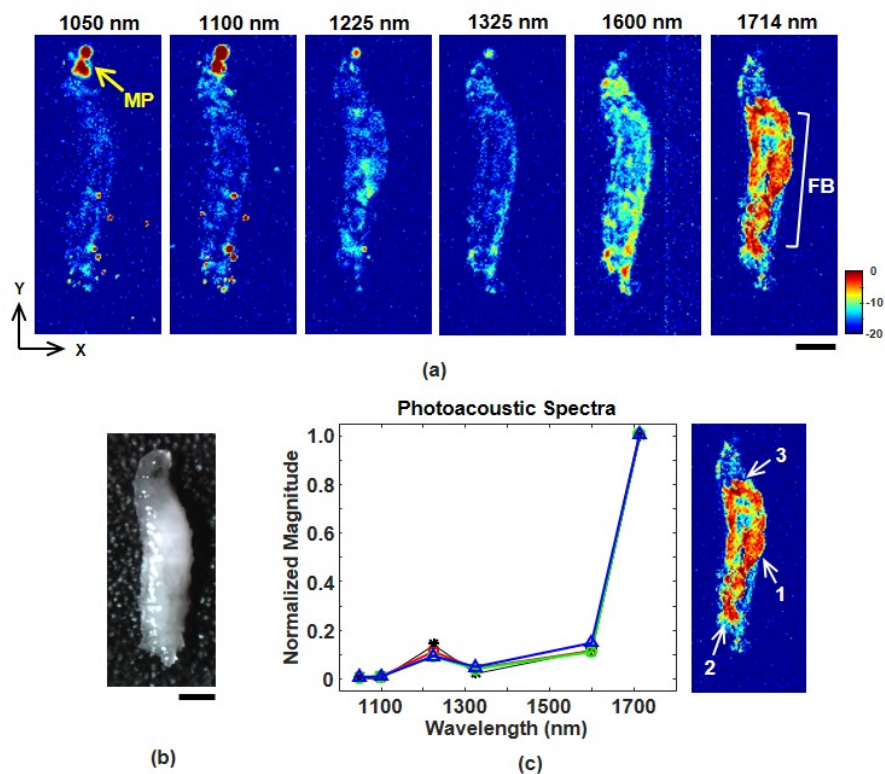 1050 nm 1100 nm 1225 nm 1325 nm 1600 nm 1714 nm
MP
FB
Y
X
0
-10
-20
(a)
Photoacoustic Spectra
1.0
0.8
0.6
0.4
0.2
0
Normalized Magnitude
1100 1300 1500 1700
Wavelength (nm)
3
1
2
(b)
(c)